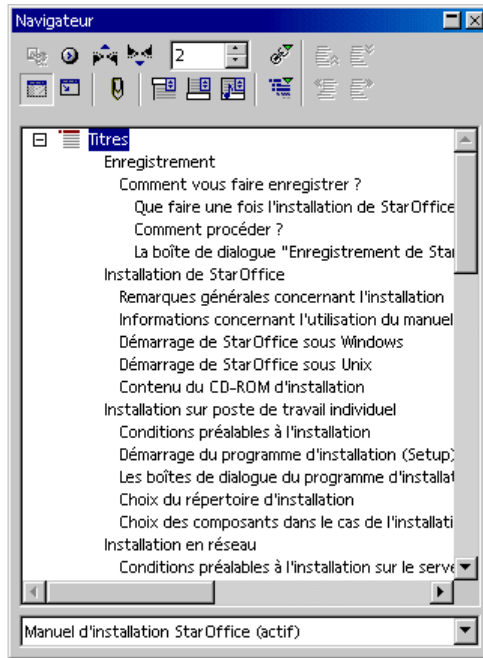 Navigateur
2
Titres
Enregistrement
Comment vous faire enregistrer ?
Que faire une fois l'installation de StarOffice
Comment procéder ?
La boîte de dialogue "Enregistrement de Star
Installation de StarOffice
Remarques générales concernant l'installation
Informations concernant l'utilisation du manuel
Démarrage de StarOffice sous Windows
Démarrage de StarOffice sous Unix
Contenu du CD-ROM d'installation
Installation sur poste de travail individuel
Conditions préalables à l'installation
Démarrage du programme d'installation (Setup)
Les boîtes de dialogue du programme d'installat
Choix du répertoire d'installation
Choix des composants dans le cas de l'installati
Installation en réseau
Conditions préalables à l'installation sur le serve
Manuel d'installation StarOffice (actif)